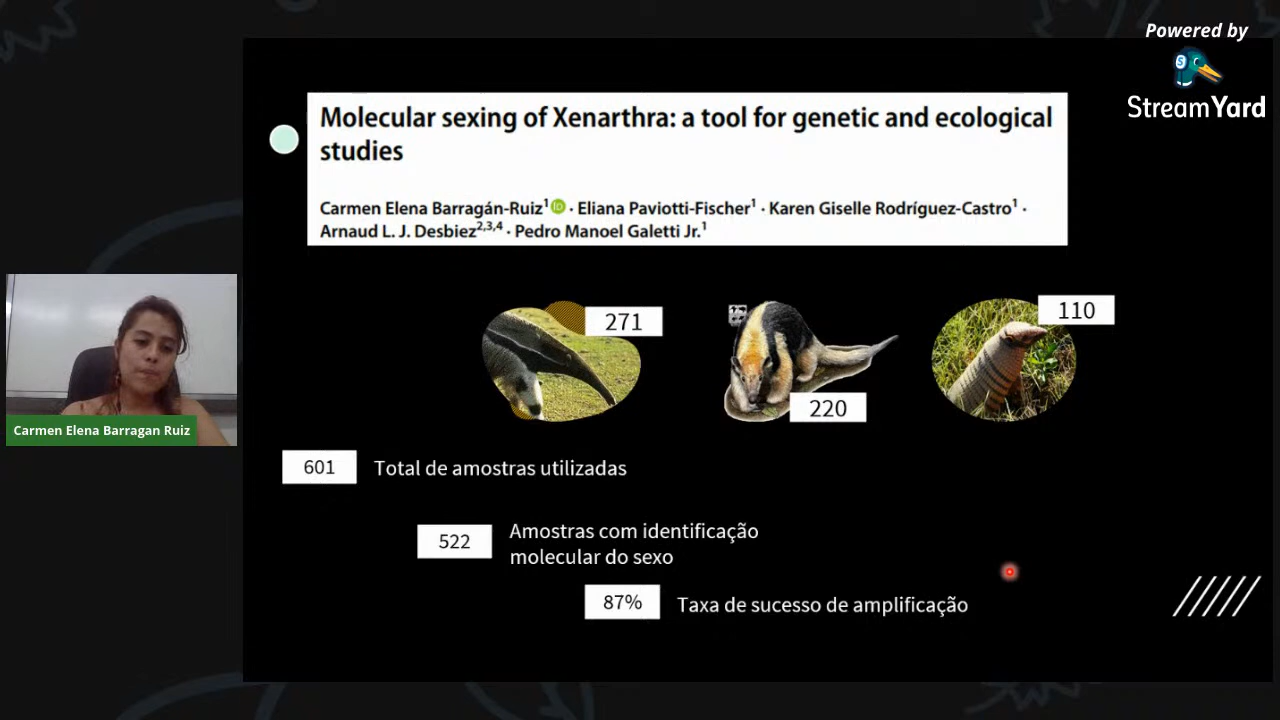 Powered by
StreamYard
Molecular sexing of Xenarthra: a tool for genetic and ecological
studies
Carmen Elena Barragán-Ruiz¹ iD · Eliana Paviotti-Fischer¹ · Karen Giselle Rodríguez-Castro¹ ·
Arnaud L. J. Desbiez²,³,⁴ · Pedro Manoel Galetti Jr.¹
271
220
110
Carmen Elena Barragan Ruiz
601 Total de amostras utilizadas
522 Amostras com identificação
molecular do sexo
87% Taxa de sucesso de amplificação